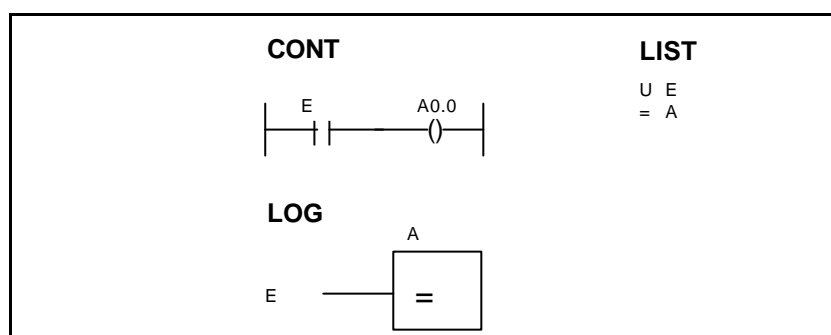 CONT
E A0.0
( )
LIST
U E
= A
LOG
A
E =